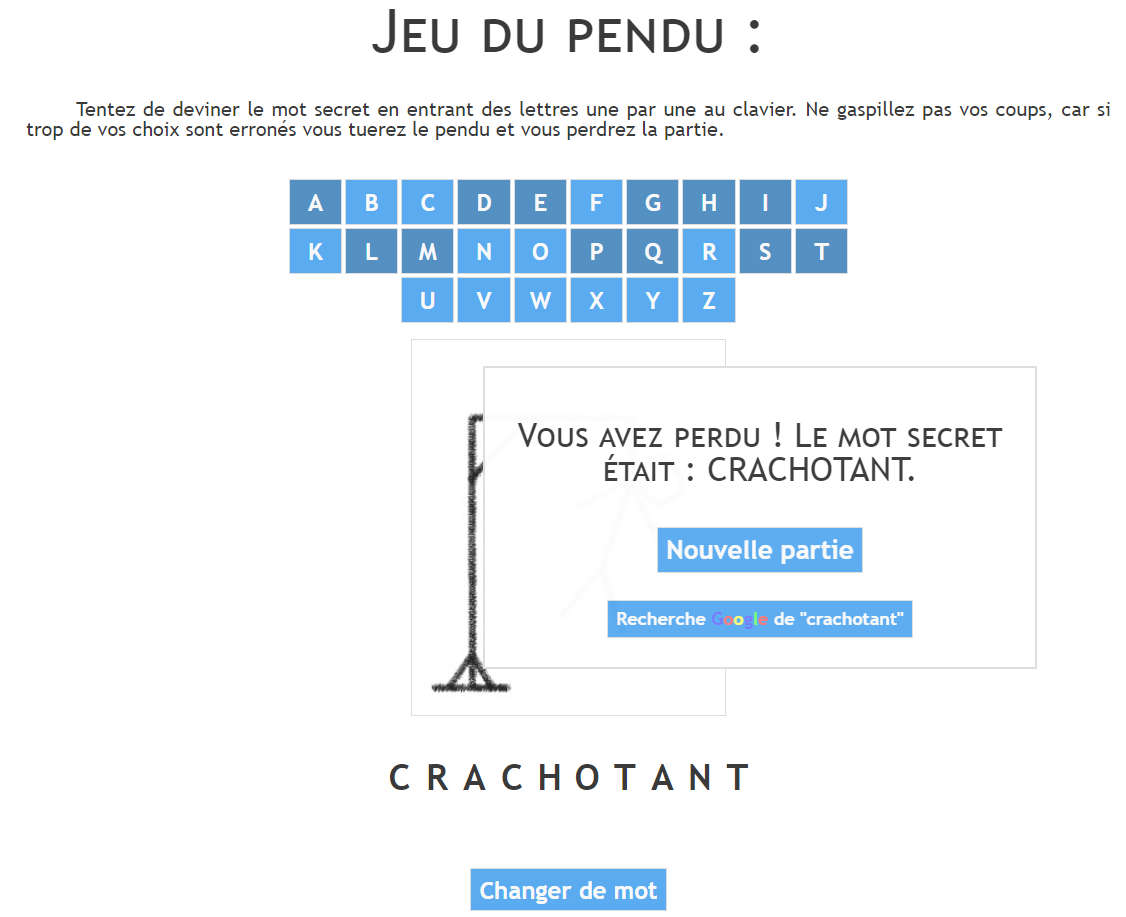 Jeu du pendu :
Tentez de deviner le mot secret en entrant des lettres une par une au clavier. Ne gaspillez pas vos coups, car si
trop de vos choix sont erronés vous tuerez le pendu et vous perdrez la partie.
A B C D E F G H I J
K L M N O P Q R S T
U V W X Y Z
Vous avez perdu ! Le mot secret
était : CRACHOTANT.
Nouvelle partie
Recherche Google de "crachotant"
C R A C H O T A N T
Changer de mot